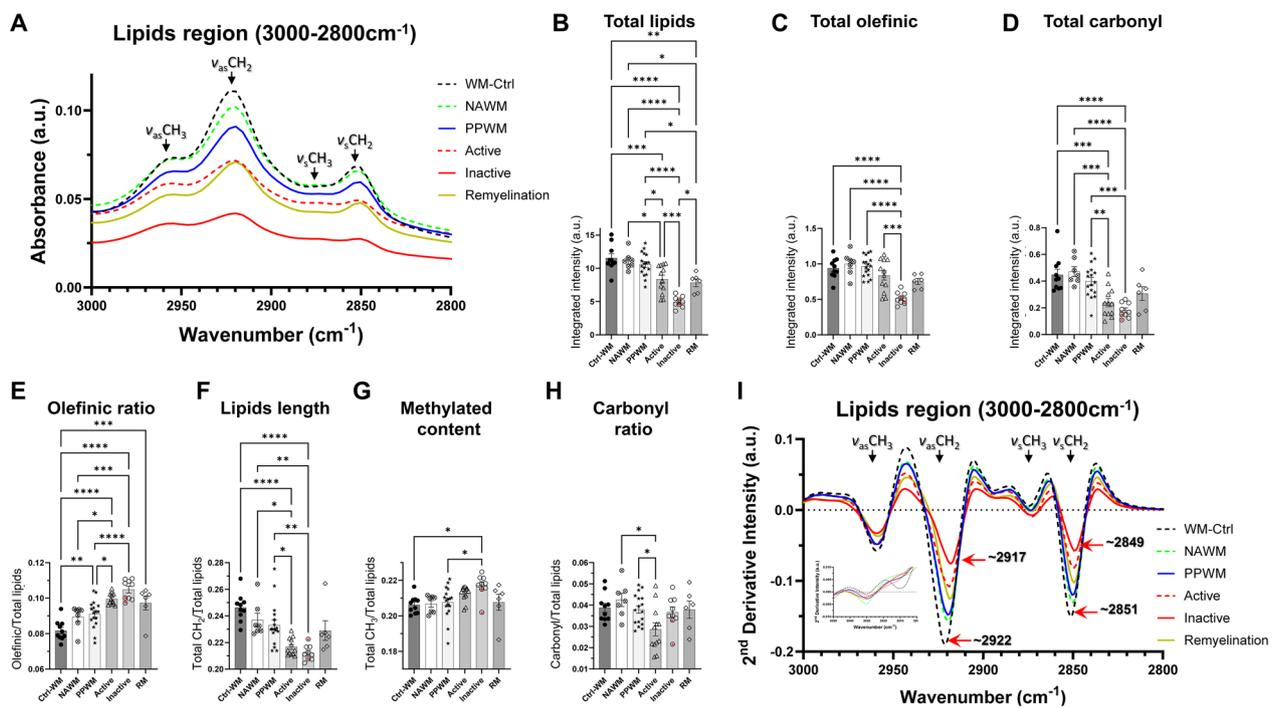 A
Lipids region (3000-2800cm-1)
νasCH2
νasCH3
νsCH3
νsCH2
WM-Ctrl
NAWM
PPWM
Active
Inactive
Remyelination
Absorbance (a.u.)
0.10
0.05
0.00
3000
2950
2900
2850
2800
Wavenumber (cm-1)
B
Total lipids
**
*
****
****
*
***
****
*
*
*
***
Integrated intensity (a.u.)
15
10
5
0
Ctrl-WM
NAWM
PPWM
Active
Inactive
RM
C
Total olefinic
****
****
****
***
Integrated intensity (a.u.)
1.5
1.0
0.5
0.0
Ctrl-WM
NAWM
PPWM
Active
Inactive
RM
D
Total carbonyl
****
****
***
***
***
**
Integrated intensity (a.u.)
0.8
0.6
0.4
0.2
0.0
Ctrl-WM
NAWM
PPWM
Active
Inactive
RM
E
Olefinic ratio
***
****
***
****
*
****
**
*
Olefinic/Total lipids
0.12
0.10
0.08
0.06
Ctrl-WM
NAWM
PPWM
Active
Inactive
RM
F
Lipids length
****
**
****
*
**
*
Total CH2/Total lipids
0.28
0.26
0.24
0.22
0.20
Ctrl-WM
NAWM
PPWM
Active
Inactive
RM
G
Methylated
content
*
*
Total CH3/Total lipids
0.22
0.20
0.18
Ctrl-WM
NAWM
PPWM
Active
Inactive
RM
H
Carbonyl
ratio
*
*
Carbonyl/Total lipids
0.06
0.05
0.04
0.03
0.02
0.01
Ctrl-WM
NAWM
PPWM
Active
Inactive
RM
I
Lipids region (3000-2800cm-1)
νasCH3
νasCH2
νsCH3
νsCH2
2nd Derivative Intensity (a.u.)
0.1
0.0
-0.1
-0.2
~2917
~2922
~2849
~2851
WM-Ctrl
NAWM
PPWM
Active
Inactive
Remyelination
3000
2950
2900
2850
2800
Wavenumber (cm-1)